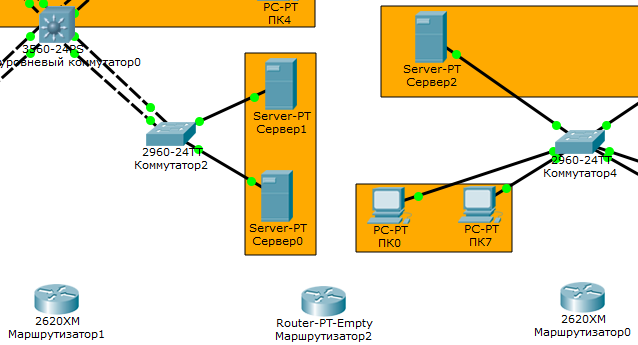 PC-PT
ПК4
3560-24PS
уровневый коммутатор0
Server-PT
Сервер2
Server-PT
Сервер1
2960-24TT
Коммутатор2
2960-24TT
Коммутатор4
Server-PT
Сервер0
PC-PT
ПК0
PC-PT
ПК7
2620XM
Маршрутизатор1
Router-PT-Empty
Маршрутизатор2
2620XM
Маршрутизатор0